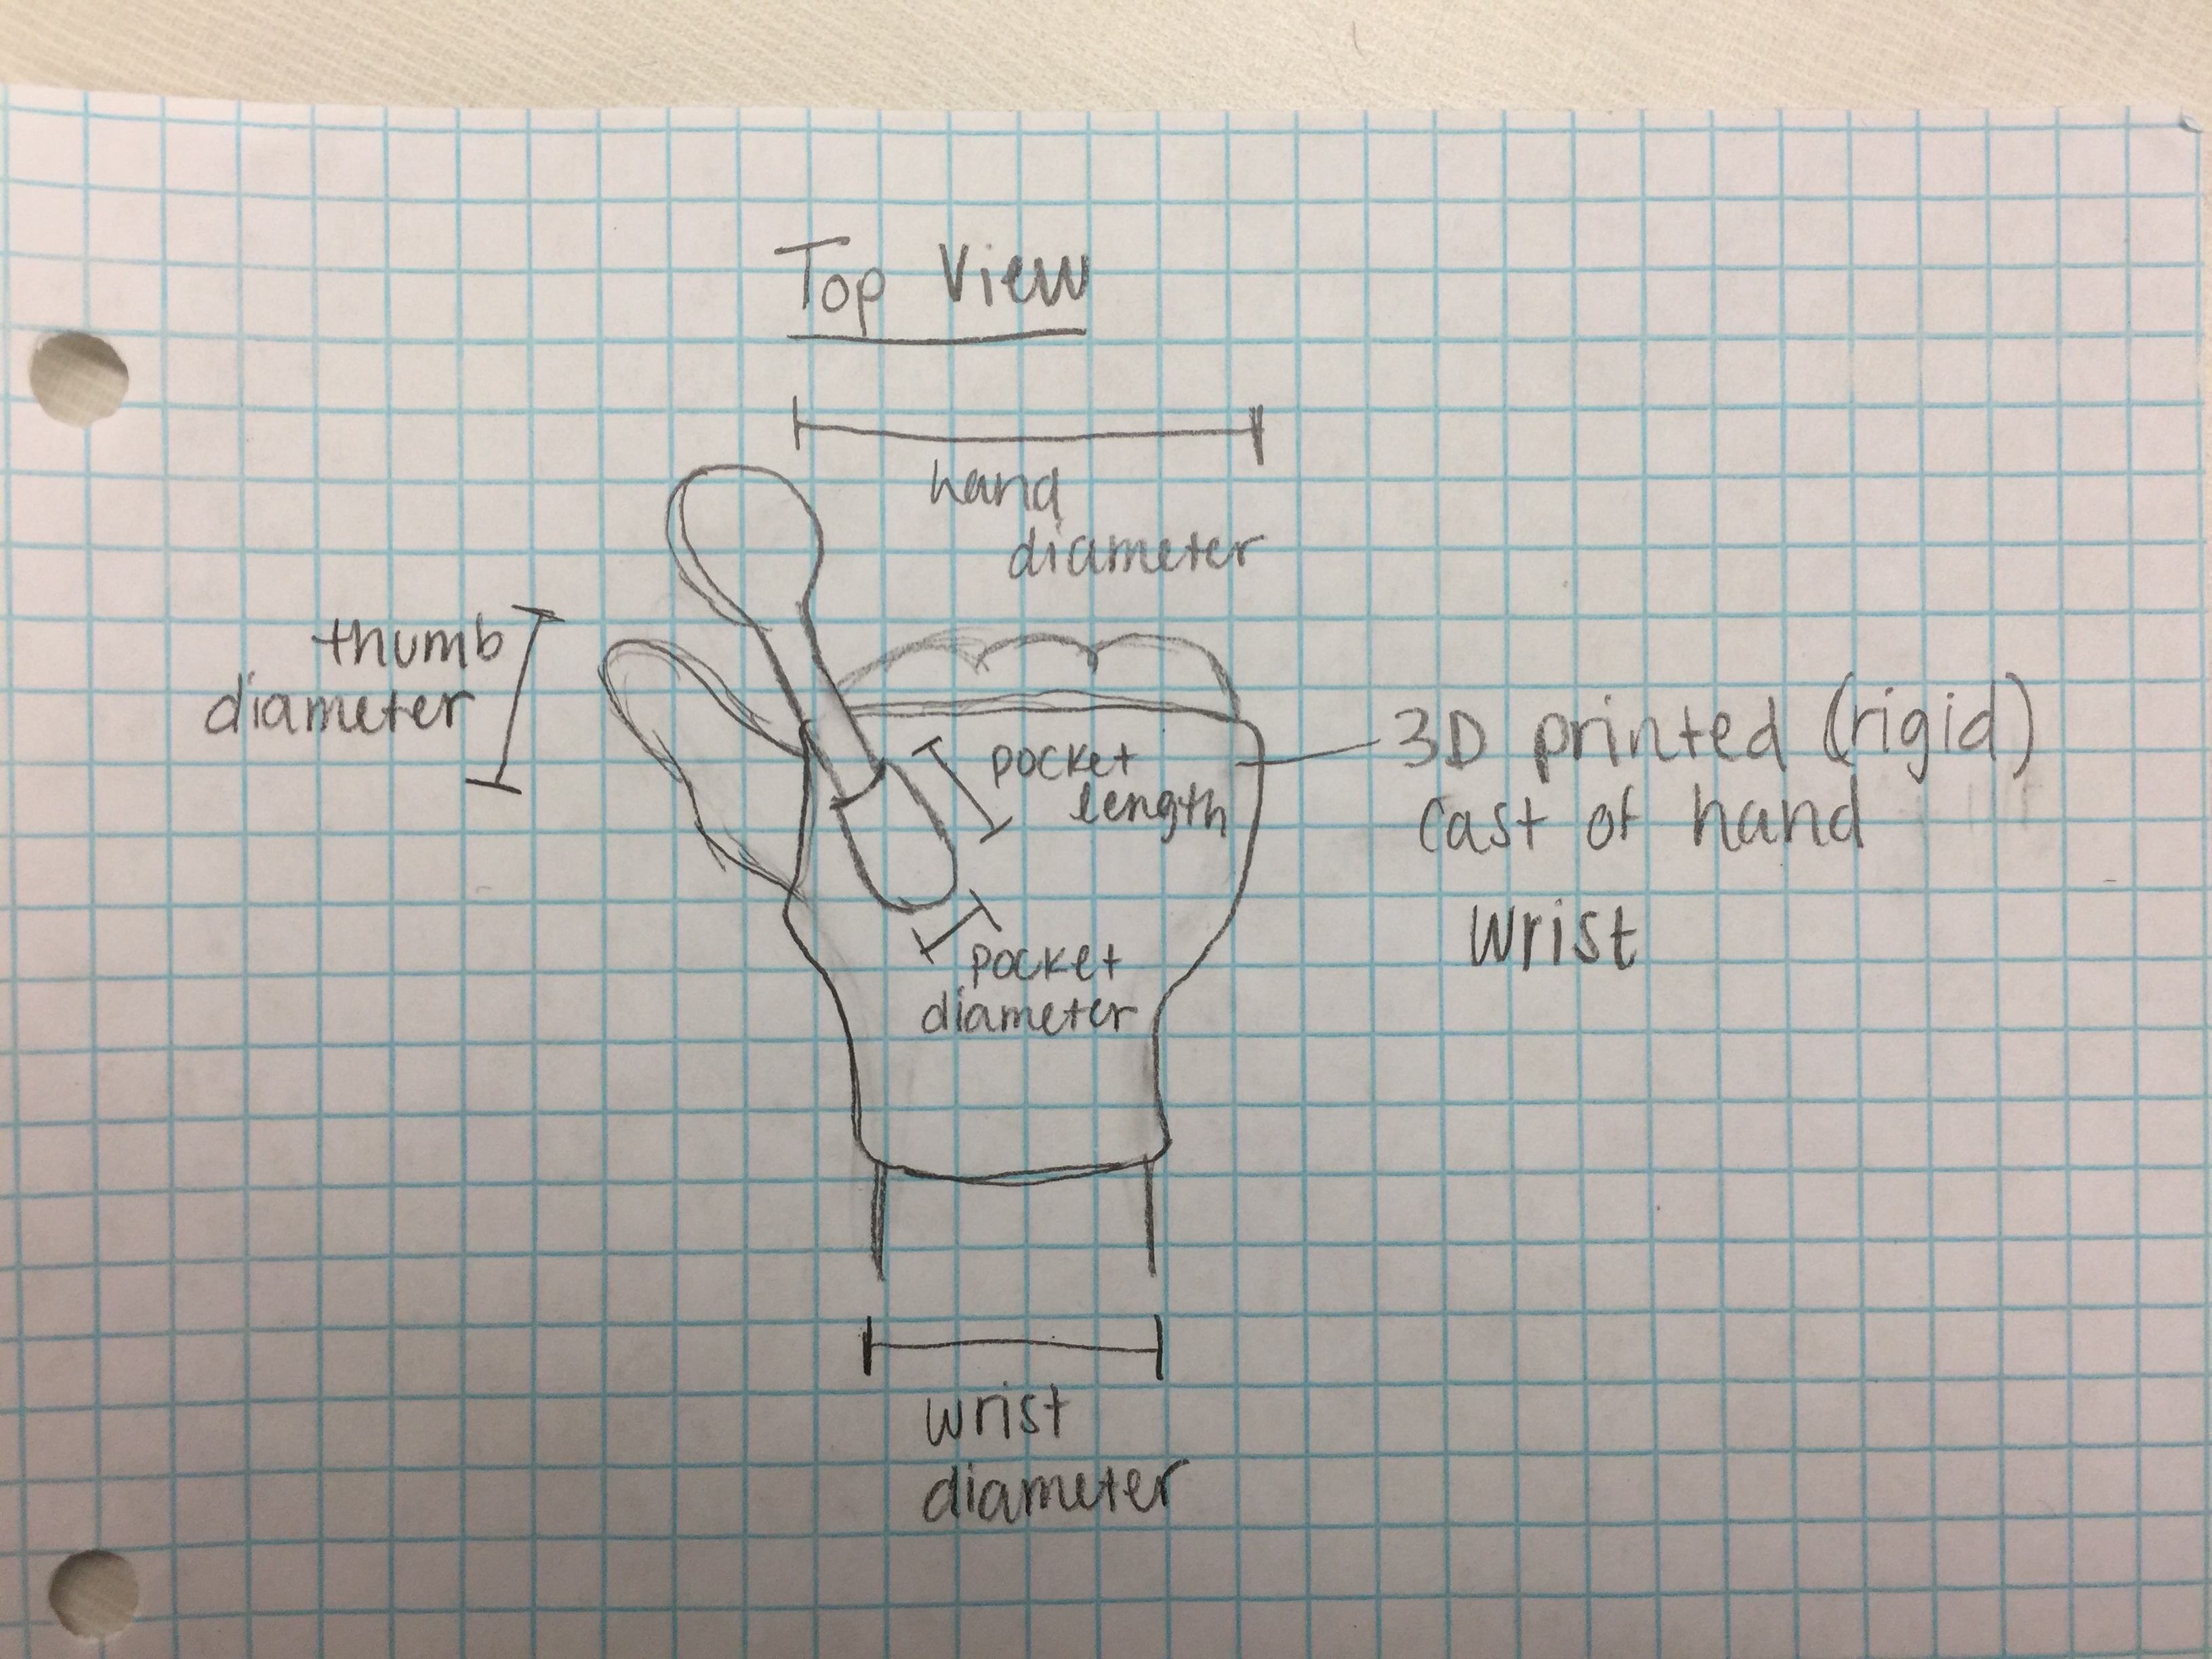 Top View
hand
diameter
thumb
diameter
pocket
length
pocket
diameter
3D printed (rigid)
Cast of hand
Wrist
wrist
diameter